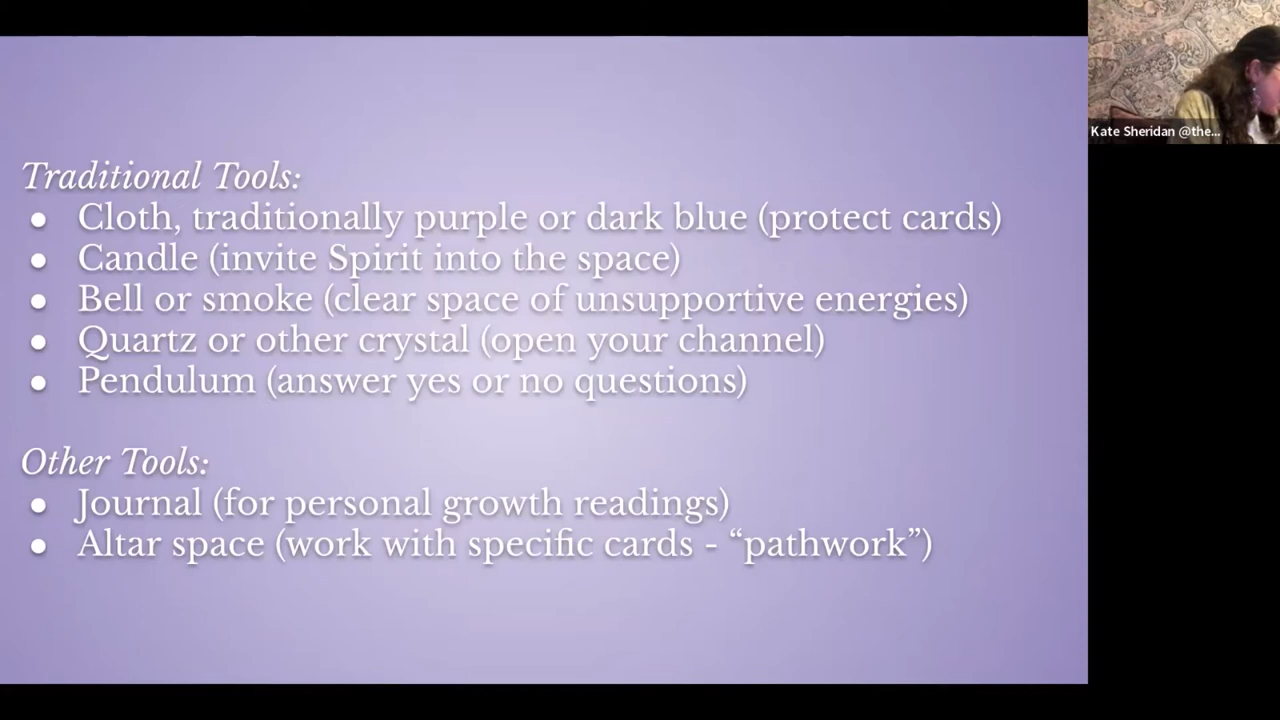 Traditional Tools:
● Cloth, traditionally purple or dark blue (protect cards)
● Candle (invite Spirit into the space)
● Bell or smoke (clear space of unsupportive energies)
● Quartz or other crystal (open your channel)
● Pendulum (answer yes or no questions)
Other Tools:
● Journal (for personal growth readings)
● Altar space (work with specific cards - “pathwork”)
Kate Sheridan @the...